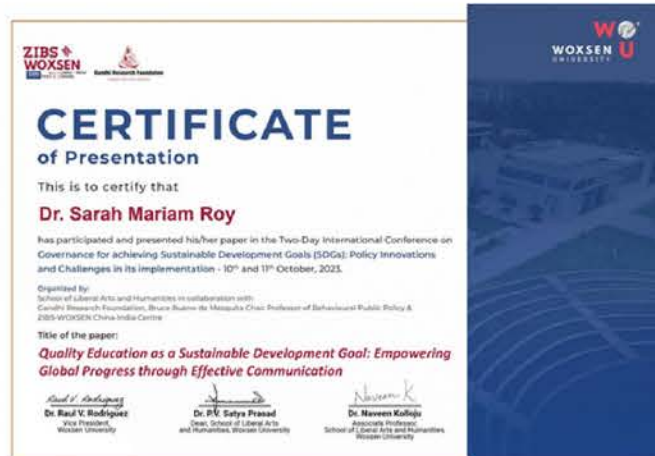 ZIBS
WOXSEN
Gandhi Research Foundation
WOXSEN
UNIVERSITY
WO
U
CERTIFICATE
of Presentation
This is to certify that
Dr. Sarah Mariam Roy
has participated and presented his/her paper in the Two-Day International Conference on
Governance for achieving Sustainable Development Goals (SDGs): Policy Innovations
and Challenges in its implementation - 10th and 11th October, 2023.
Organized by:
School of Liberal Arts and Humanities in collaboration with
Gandhi Research Foundation, Bruce Bueno de Mesquita Chair Professor of Behavioural Public Policy &
ZIBS-WOXSEN China India Centre
Title of the paper:
Quality Education as a Sustainable Development Goal: Empowering
Global Progress through Effective Communication
Raul V. Rodriguez
Naveen K
Dr. Raul V. Rodriguez
Vice President,
Woxsen University
Dr. P.V. Satya Prasad
Dean, School of Liberal Arts
and Humanities, Woxsen University
Dr. Naveen Kolloju
Associate Professor,
School of Liberal Arts and Humanities
Woxsen University